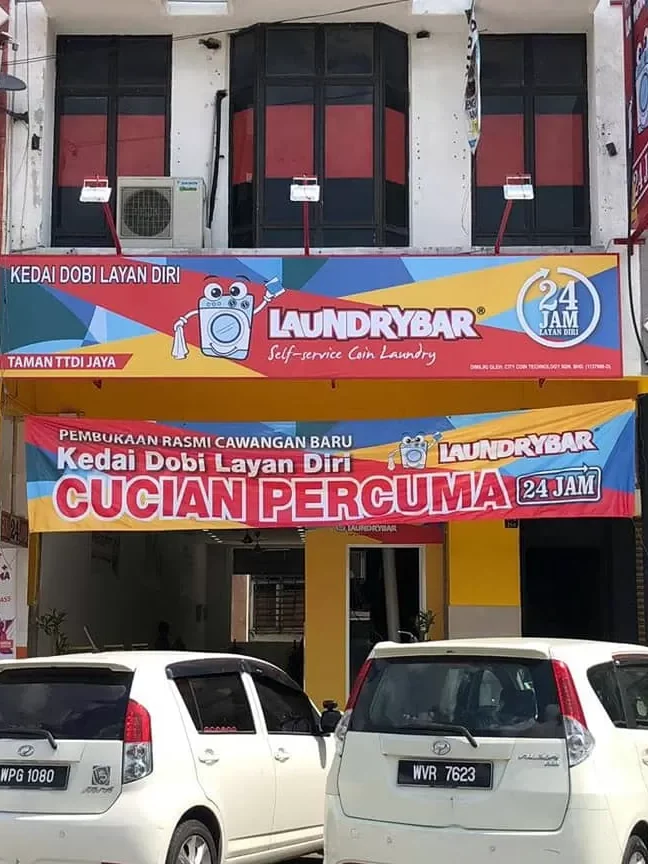 KEDAI DOBI LAYAN DIRI
LAUNDRYBAR®
Self-service Coin Laundry
24
JAM
LAYAN DIRI
TAMAN TTDI JAYA
PEMBUKAAN RASMI CAWANGAN BARU
Kedai Dobi Layan Diri
LAUNDRYBAR
CUCIAN PERCUMA
24 JAM
LAUNDRYBAR
WPG 1080
WVR 7623